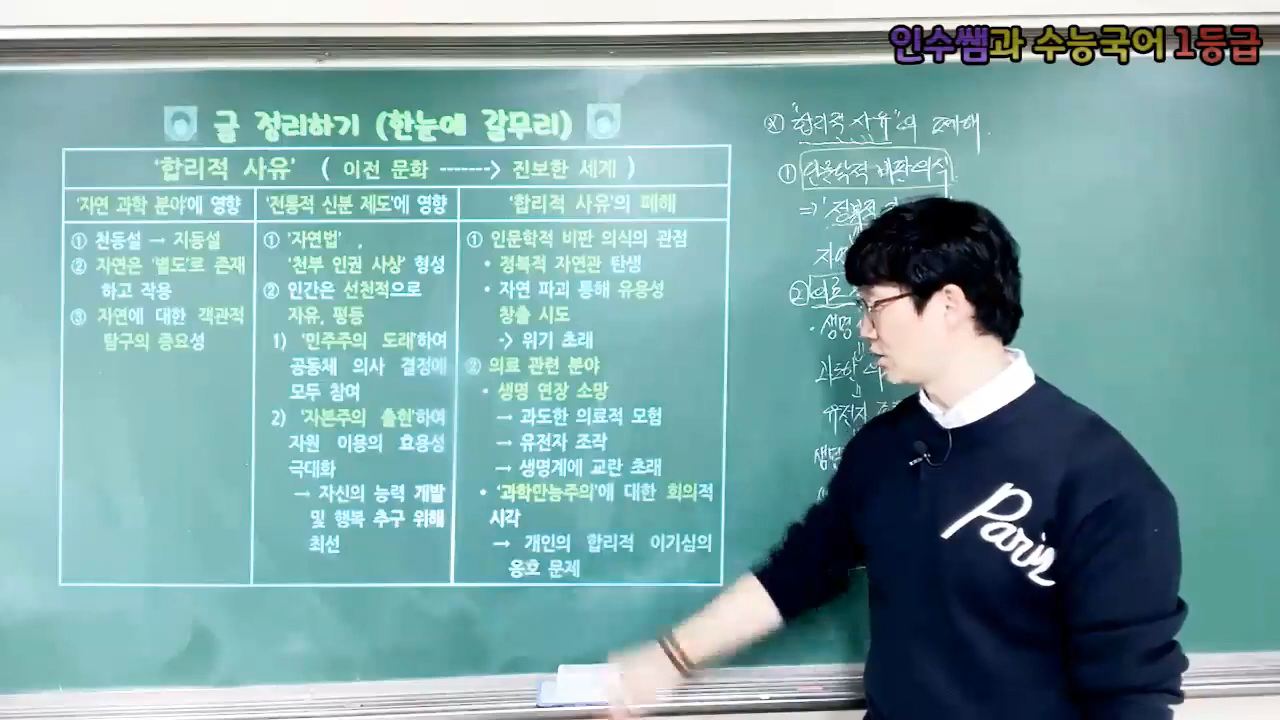 인수쌤과 수능국어 1등급
글 정리하기 (한눈에 갈무리)
'합리적 사유' ( 이전 문화 -------> 진보한 세계 )
'자연 과학 분야'에 영향
① 천동설 → 지동설
② 자연은 '별도'로 존재
하고 작용
③ 자연에 대한 객관적
탐구의 중요성
'전통적 신분 제도'에 영향
① '자연법' ,
'천부 인권 사상' 형성
② 인간은 선천적으로
자유, 평등
1) '민주주의 도래'하여
공동체 의사 결정에
모두 참여
2) '자본주의 출현'하여
자원 이용의 효용성
극대화
→ 자신의 능력 개발
및 행복 추구 위해
최선
'합리적 사유'의 폐해
① 인문학적 비판 의식의 관점
• 정복적 자연관 탄생
• 자연 파괴 통해 유용성
창출 시도
-> 위기 초래
② 의료 관련 분야
• 생명 연장 소망
→ 과도한 의료적 모험
→ 유전자 조작
→ 생명계에 교란 초래
• '과학만능주의'에 대한 회의적
시각
→ 개인의 합리적 이기심의
옹호 문제
"합리적 사유"의 폐해.
① 인문학적 비판 의식
⇒ '정복적
② 의료
• 생명
과도한
유전자
Paris